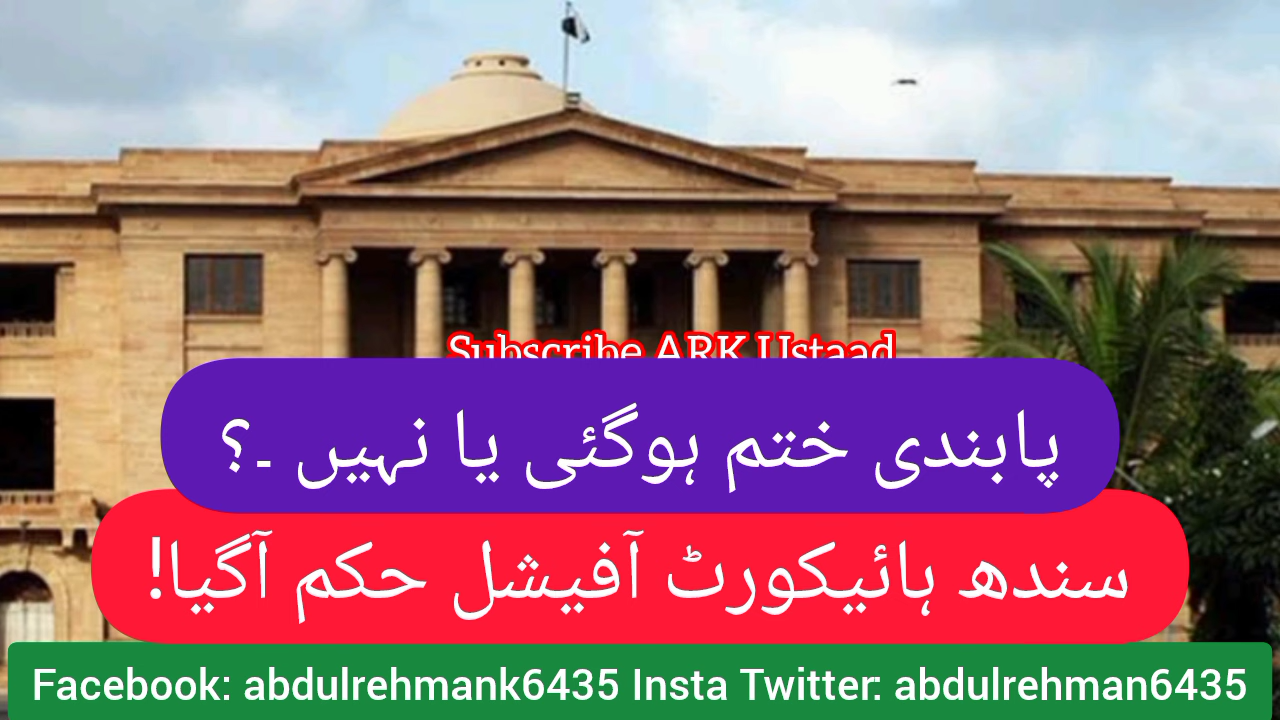 Subscribe ARK Ustaad
پابندی ختم ہوگئی یا نہیں ۔؟
سندھ ہائیکورٹ آفیشل حکم آگیا!
Facebook: abdulrehmank6435 Insta Twitter: abdulrehman6435